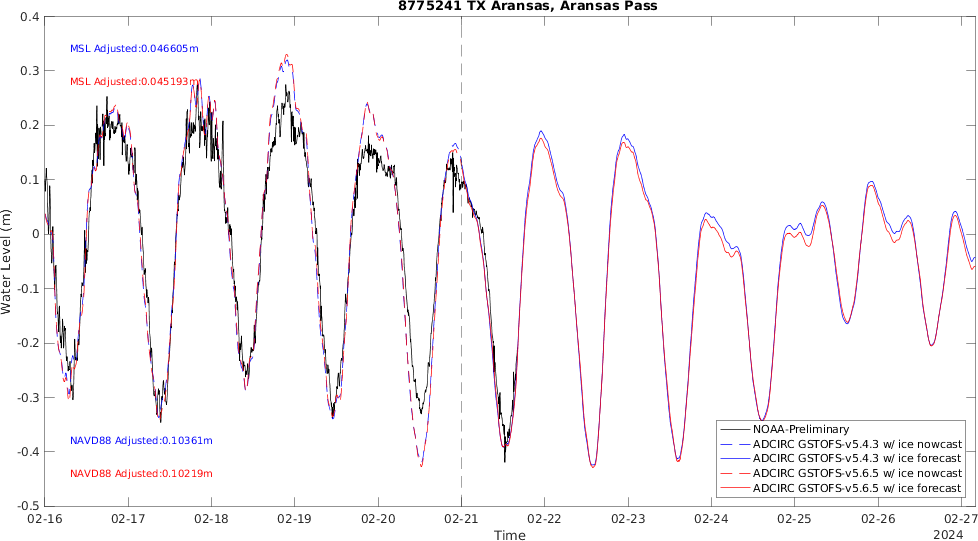 8775241 TX Aransas, Aransas Pass
0.4
MSL Adjusted:0.046605m
0.3
MSL Adjusted:0.045193m
0.2
0.1
0
Water Level (m)
-0.1
-0.2
-0.3
NAVD88 Adjusted:0.10361m
-0.4
NAVD88 Adjusted:0.10219m
-0.5
NOAA-Preliminary
ADCIRC GSTOFS-v5.4.3 w/ ice nowcast
ADCIRC GSTOFS-v5.4.3 w/ ice forecast
ADCIRC GSTOFS-v5.6.5 w/ ice nowcast
ADCIRC GSTOFS-v5.6.5 w/ ice forecast
02-16 02-17 02-18 02-19 02-20 02-21 02-22 02-23 02-24 02-25 02-26 02-27
Time
2024